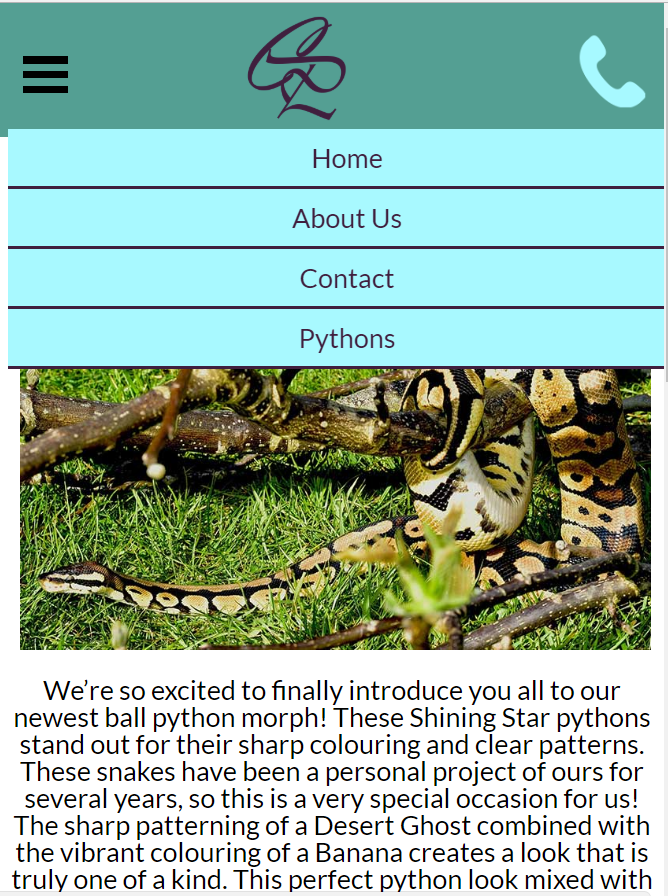 Home
About Us
Contact
Pythons
We’re so excited to finally introduce you all to our
newest ball python morph! These Shining Star pythons
stand out for their sharp colouring and clear patterns.
These snakes have been a personal project of ours for
several years, so this is a very special occasion for us!
The sharp patterning of a Desert Ghost combined with
the vibrant colouring of a Banana creates a look that is
truly one of a kind. This perfect python look mixed with